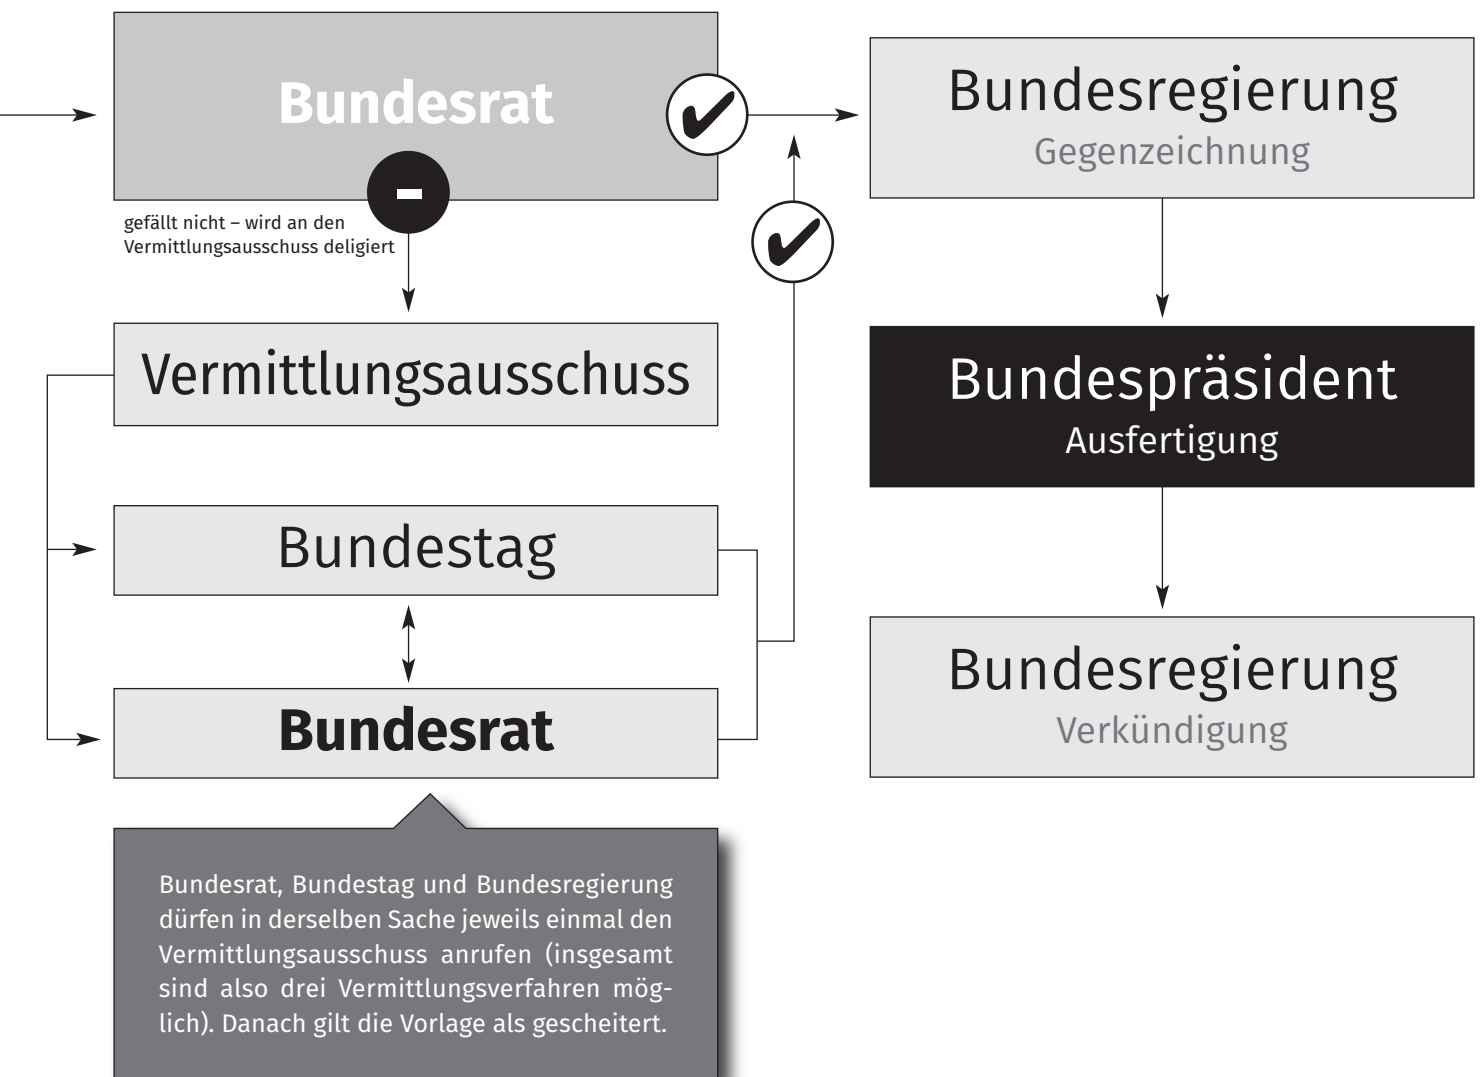 Bundesrat
gefällt nicht – wird an den
Vermittlungsausschuss deligiert
Vermittlungsausschuss
Bundestag
Bundesrat
Bundesrat, Bundestag und Bundesregierung
dürfen in derselben Sache jeweils einmal den
Vermittlungsausschuss anrufen (insgesamt
sind also drei Vermittlungsverfahren mög-
lich). Danach gilt die Vorlage als gescheitert.
Bundesregierung
Gegenzeichnung
Bundespräsident
Ausfertigung
Bundesregierung
Verkündigung